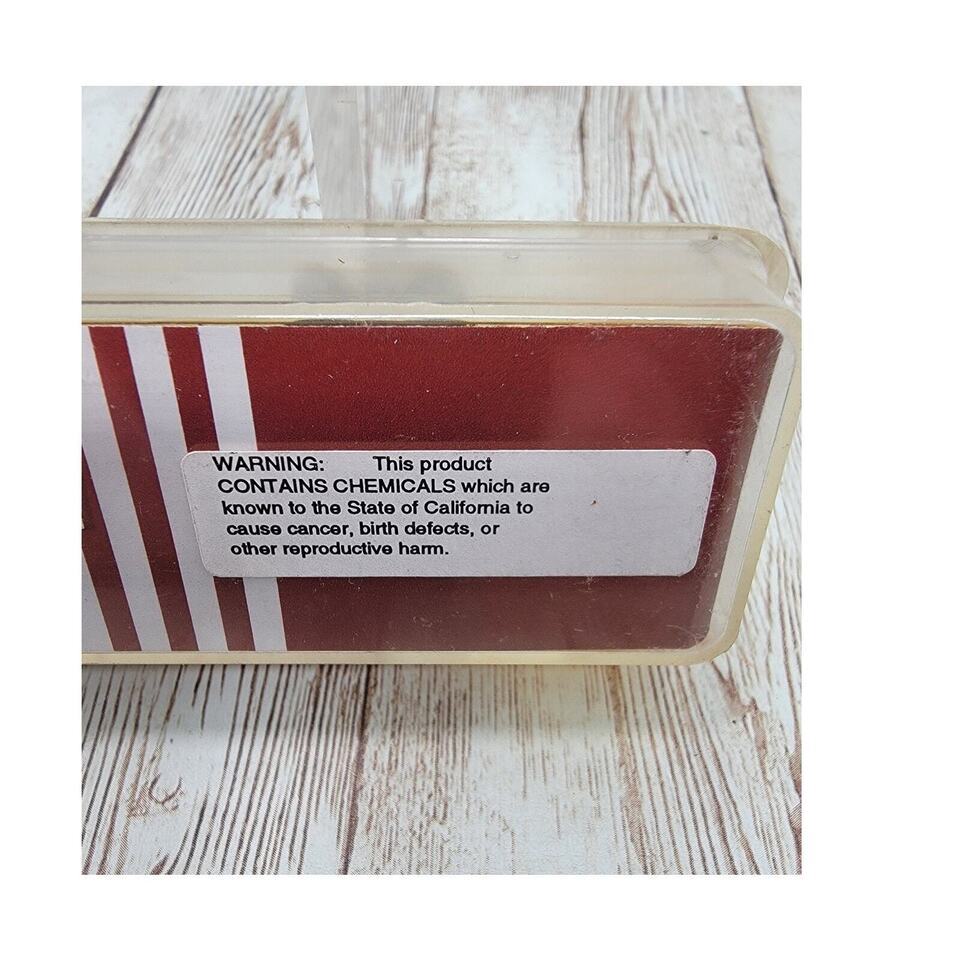 WARNING: This product
CONTAINS CHEMICALS which are
known to the State of California to
cause cancer, birth defects, or
other reproductive harm.